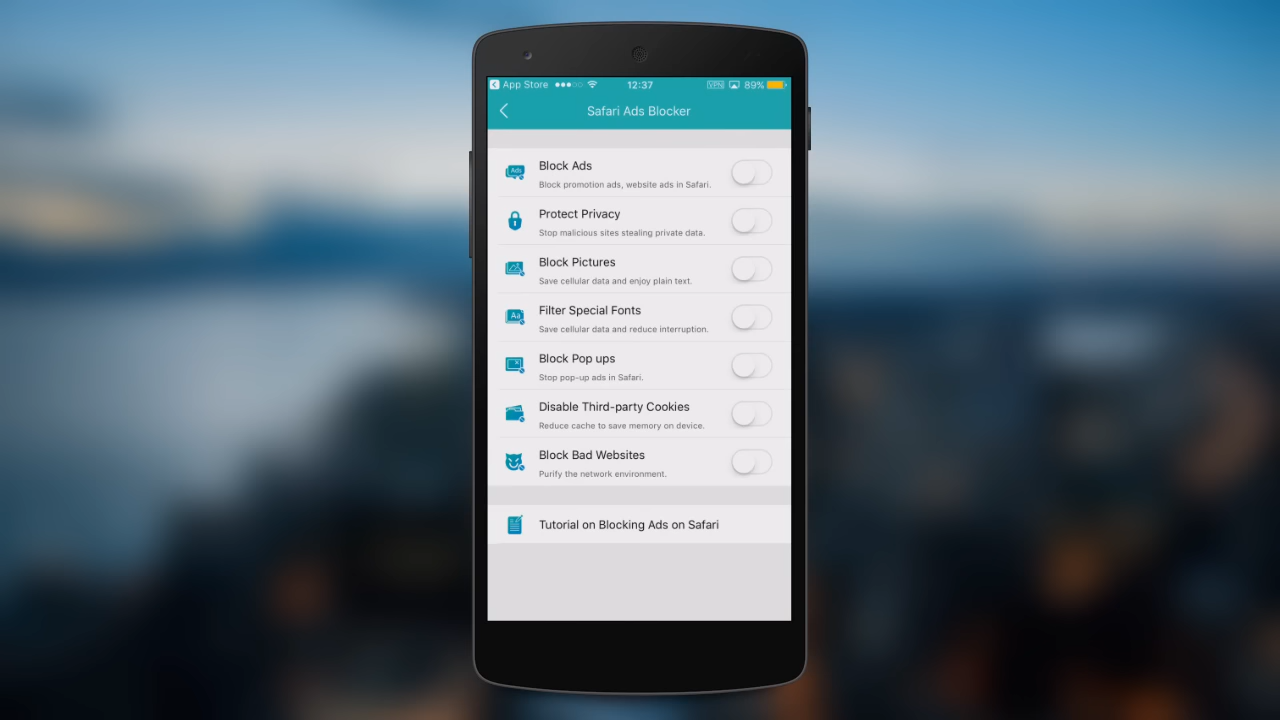 App Store 12:37 VPN 89%
Safari Ads Blocker
Ads
Block Ads
Block promotion ads, website ads in Safari.
Protect Privacy
Stop malicious sites stealing private data.
Block Pictures
Save cellular data and enjoy plain text.
Aa
Filter Special Fonts
Save cellular data and reduce interruption.
Block Pop ups
Stop pop-up ads in Safari.
Disable Third-party Cookies
Reduce cache to save memory on device.
Block Bad Websites
Purify the network environment.
Tutorial on Blocking Ads on Safari